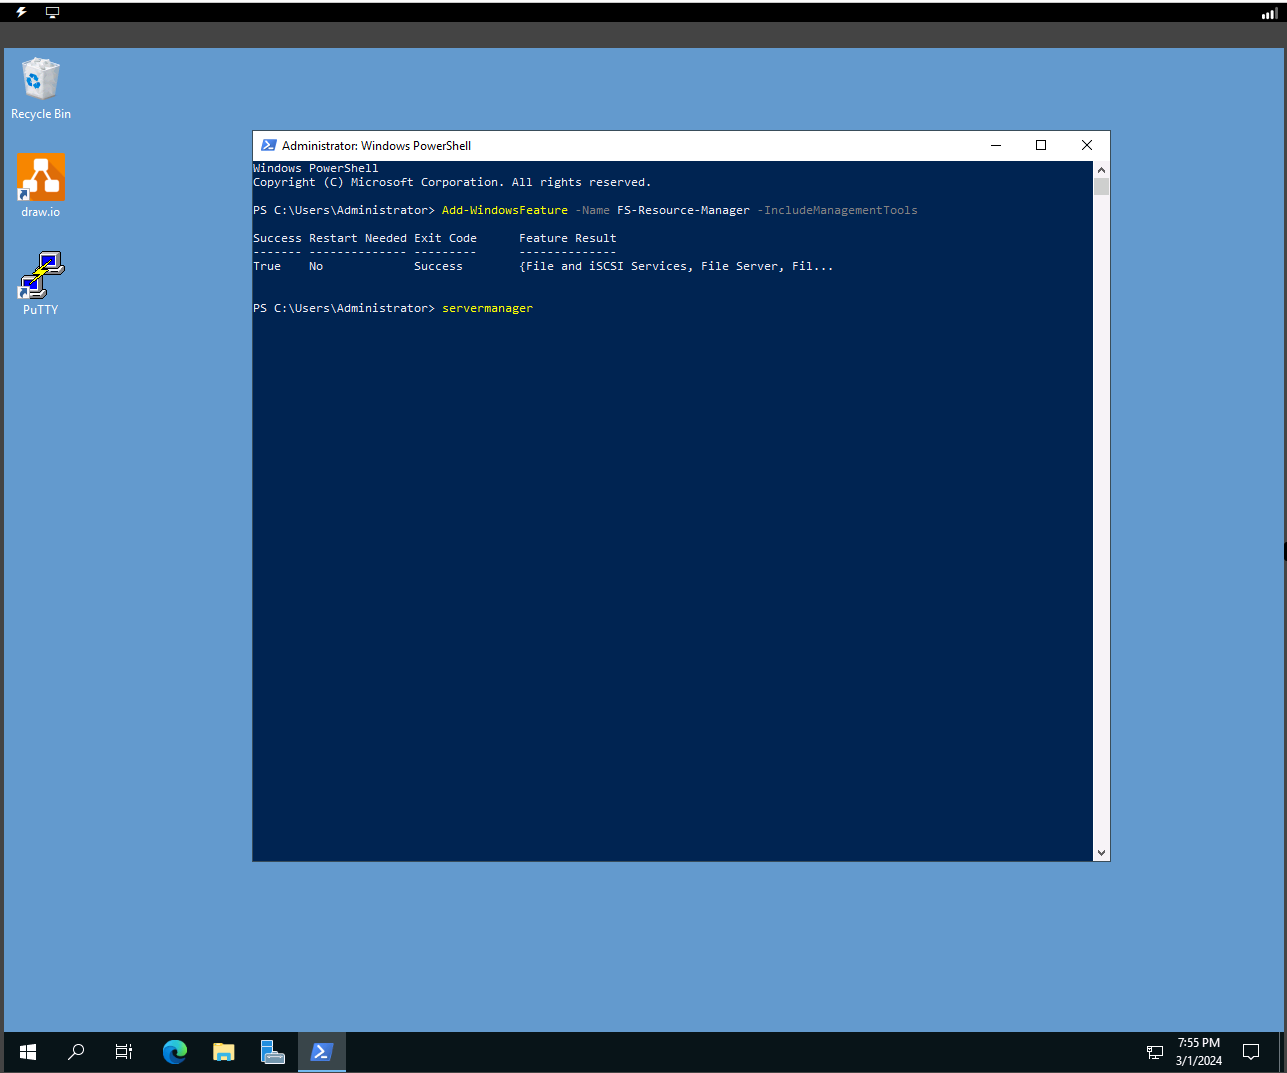 Recycle Bin
draw.io
PuTTY
Administrator: Windows PowerShell
Windows PowerShell
Copyright (C) Microsoft Corporation. All rights reserved.
PS C:\Users\Administrator> Add-WindowsFeature -Name FS-Resource-Manager -IncludeManagementTools
Success Restart Needed Exit Code      Feature Result
------- -------------- ---------      --------------
True    No             Success        {File and iSCSI Services, File Server, Fil...
PS C:\Users\Administrator> servermanager
7:55 PM
3/1/2024